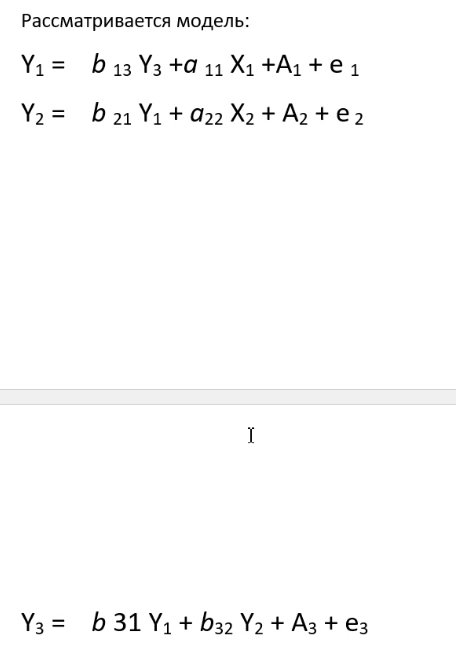 Рассматривается модель:
Y₁ = b ₁₃ Y₃ +a ₁₁ X₁ +A₁ + e ₁
Y₂ = b ₂₁ Y₁ + a₂₂ X₂ + A₂ + e ₂
Y₃ = b 31 Y₁ + b₃₂ Y₂ + A₃ + e₃